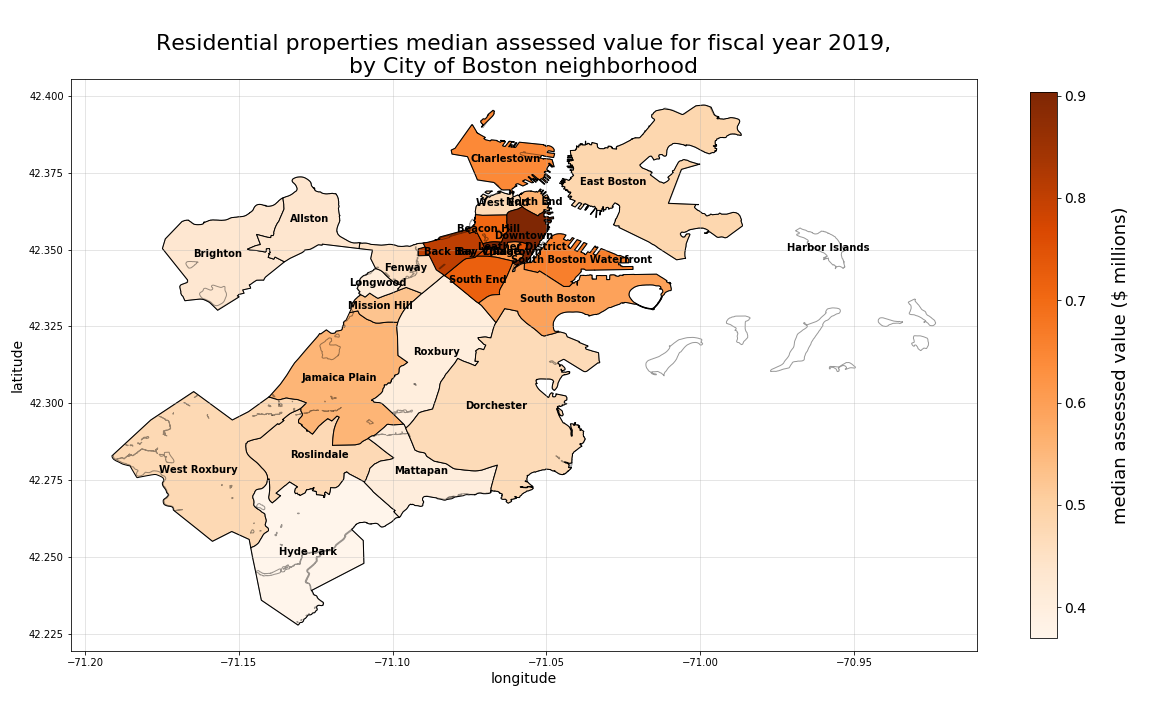 Residential properties median assessed value for fiscal year 2019,
by City of Boston neighborhood
42.400
42.375
42.350
42.325
42.300
42.275
42.250
42.225
latitude
Charlestown
East Boston
West End
North End
Allston
Beacon Hill
Downtown
Brighton
Back Bay
Leather District
Harbor Islands
South Boston Waterfront
Fenway
Longwood
South End
Mission Hill
South Boston
Roxbury
Jamaica Plain
Dorchester
Roslindale
West Roxbury
Mattapan
Hyde Park
−71.20
−71.15
−71.10
−71.05
−71.00
−70.95
longitude
0.9
0.8
0.7
0.6
0.5
0.4
median assessed value ($ millions)